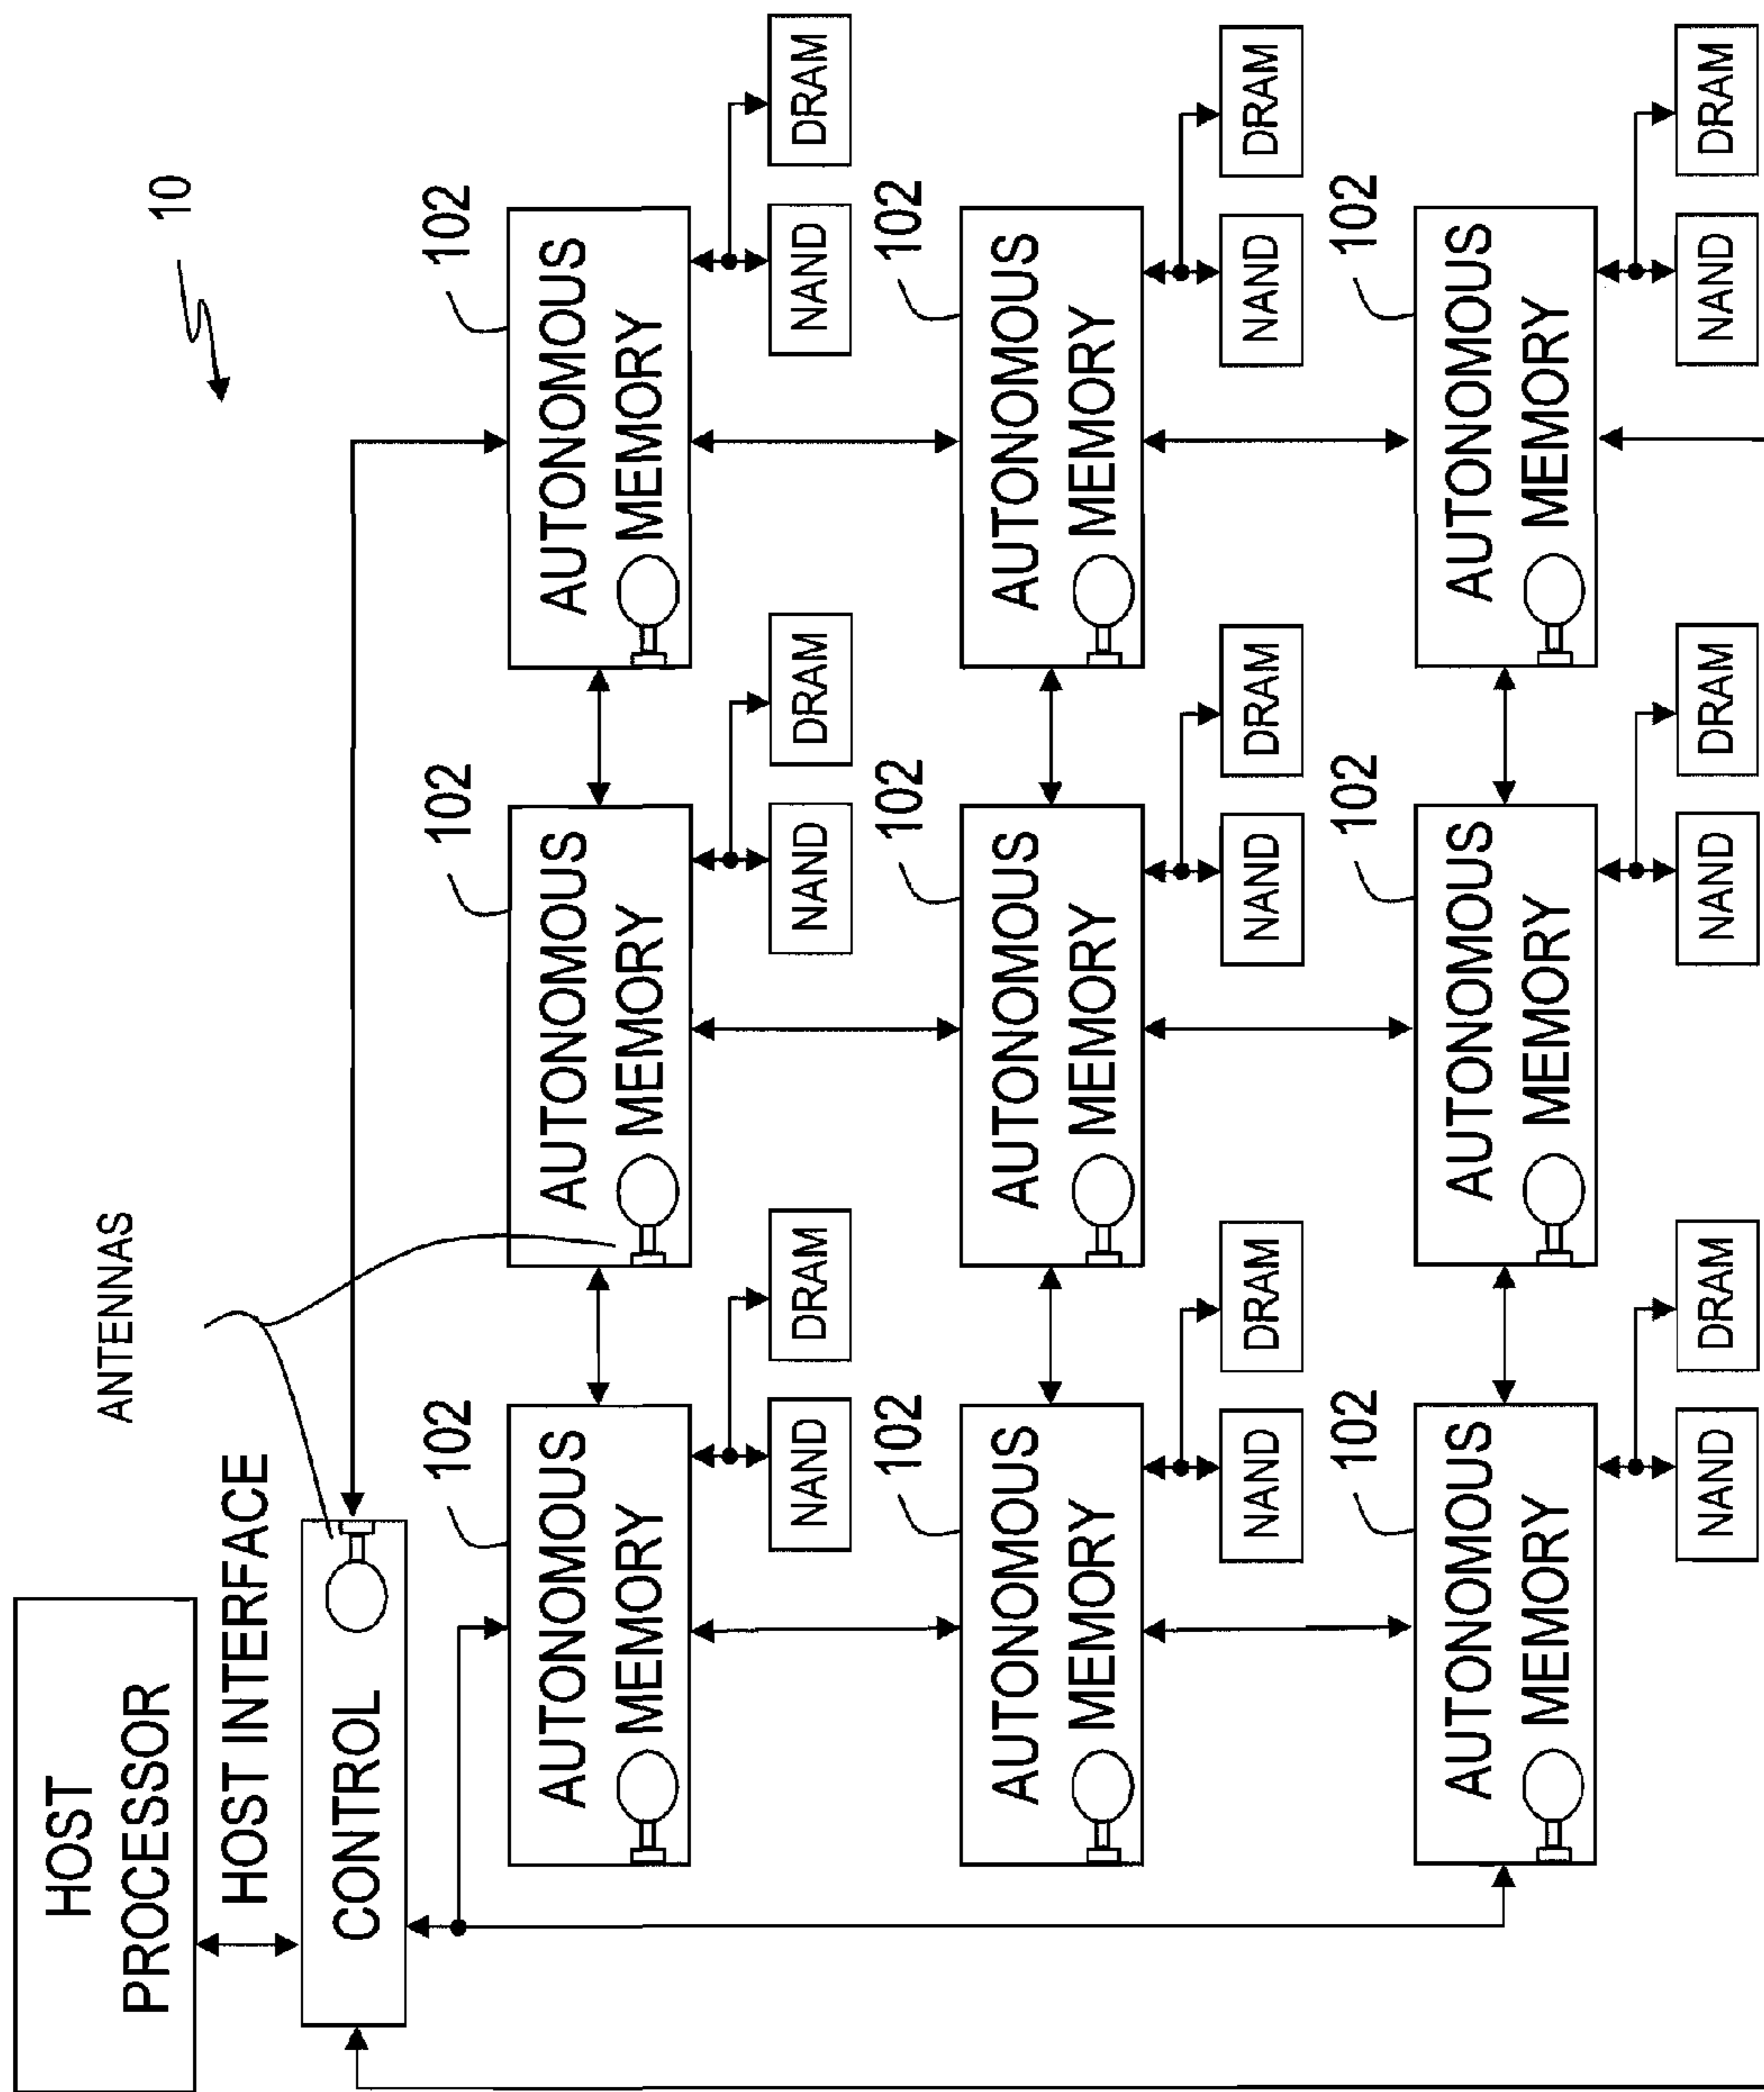 HOST
PROCESSOR
ANTENNAS
10
HOST INTERFACE
CONTROL
102
AUTONOMOUS
MEMORY
NAND
DRAM
102
AUTONOMOUS
MEMORY
NAND
DRAM
102
AUTONOMOUS
MEMORY
NAND
DRAM
102
AUTONOMOUS
MEMORY
NAND
DRAM
102
AUTONOMOUS
MEMORY
NAND
DRAM
102
AUTONOMOUS
MEMORY
NAND
DRAM
102
AUTONOMOUS
MEMORY
NAND
DRAM
102
AUTONOMOUS
MEMORY
NAND
DRAM
102
AUTONOMOUS
MEMORY
NAND
DRAM